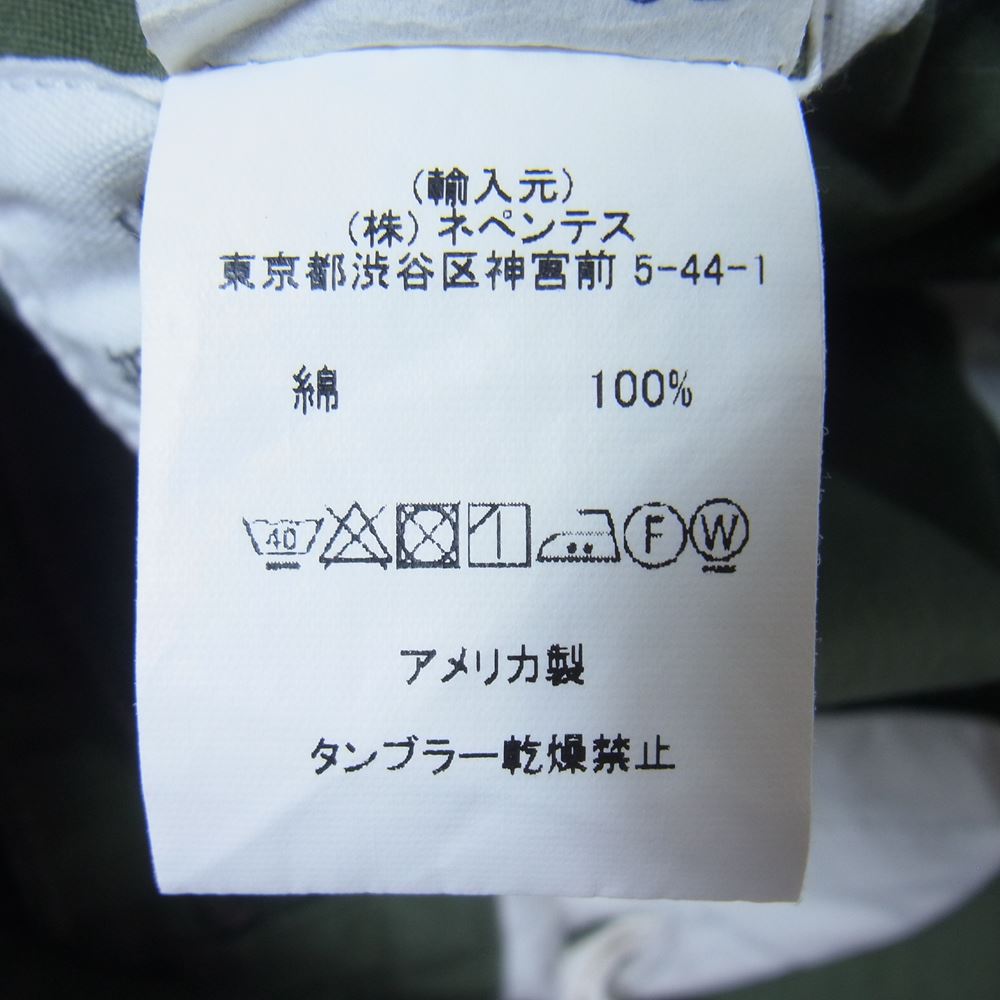 (輸入元)
(株) ネペンテス
東京都渋谷区神宮前 5-44-1
綿 100%
40 F W
アメリカ製
タンブラー乾燥禁止